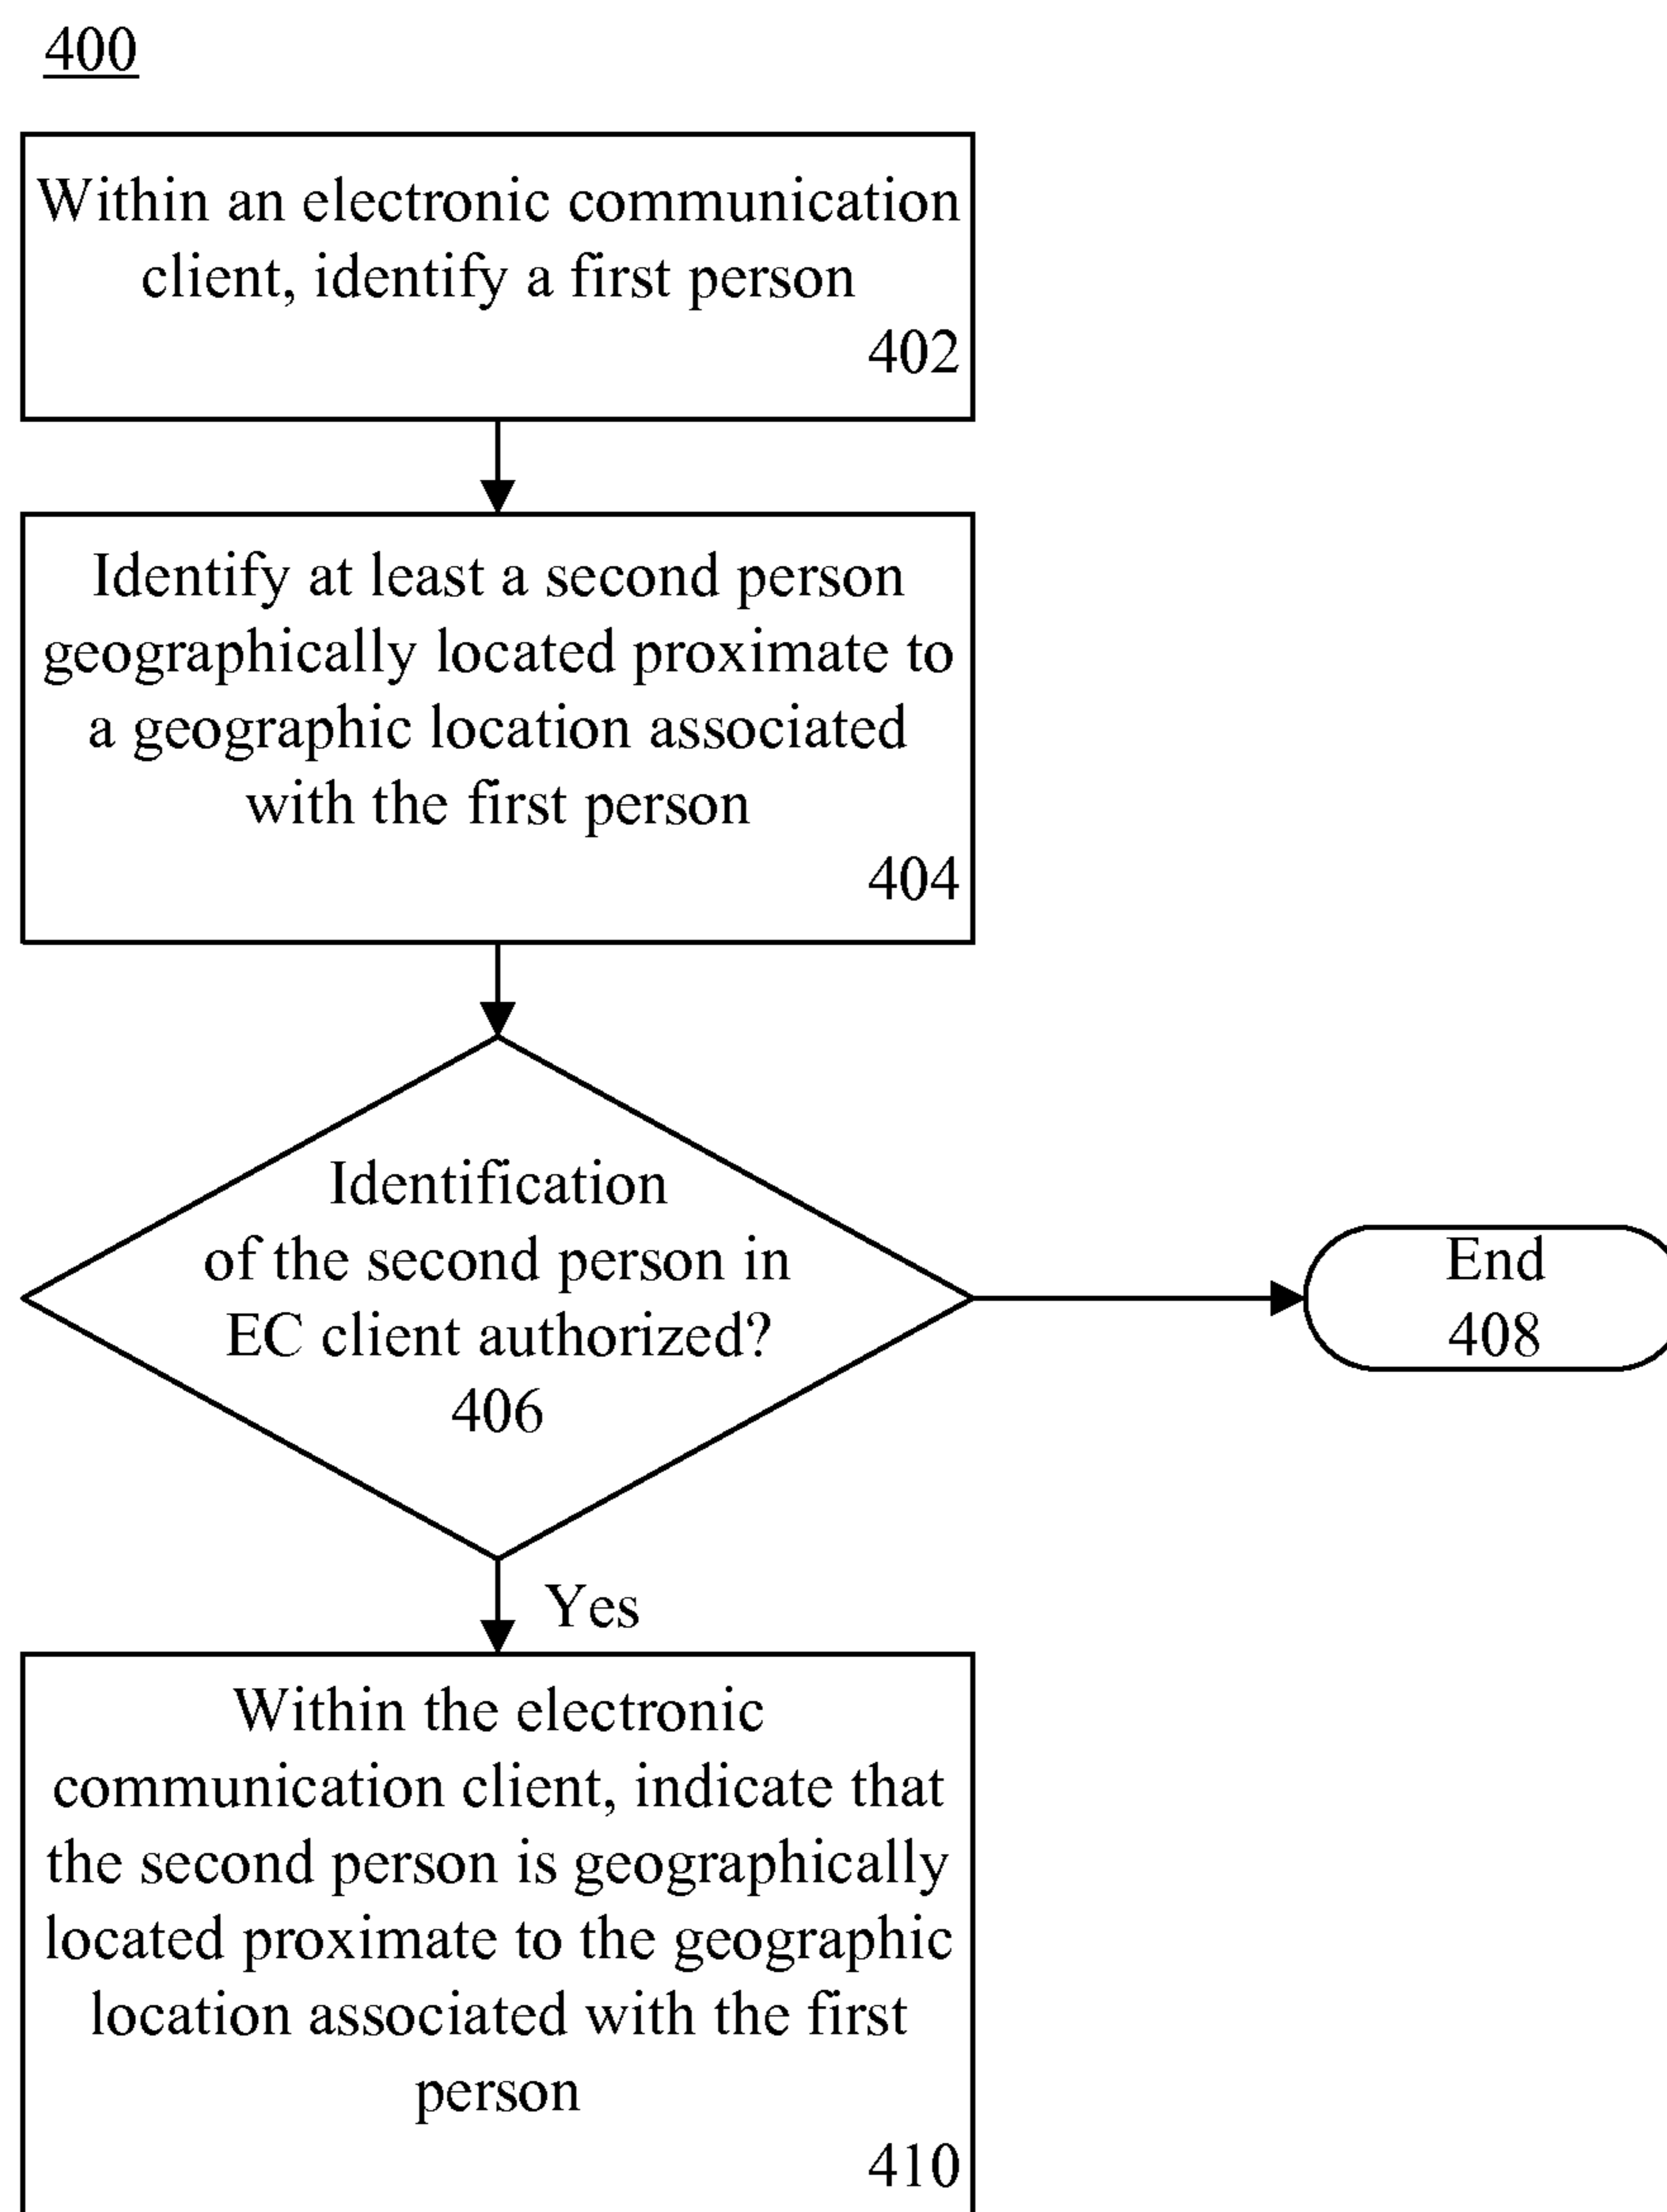 400
Within an electronic communication
client, identify a first person
402
Identify at least a second person
geographically located proximate to
a geographic location associated
with the first person
404
Identification
of the second person in
EC client authorized?
406
End
408
Yes
Within the electronic
communication client, indicate that
the second person is geographically
located proximate to the geographic
location associated with the first
person
410